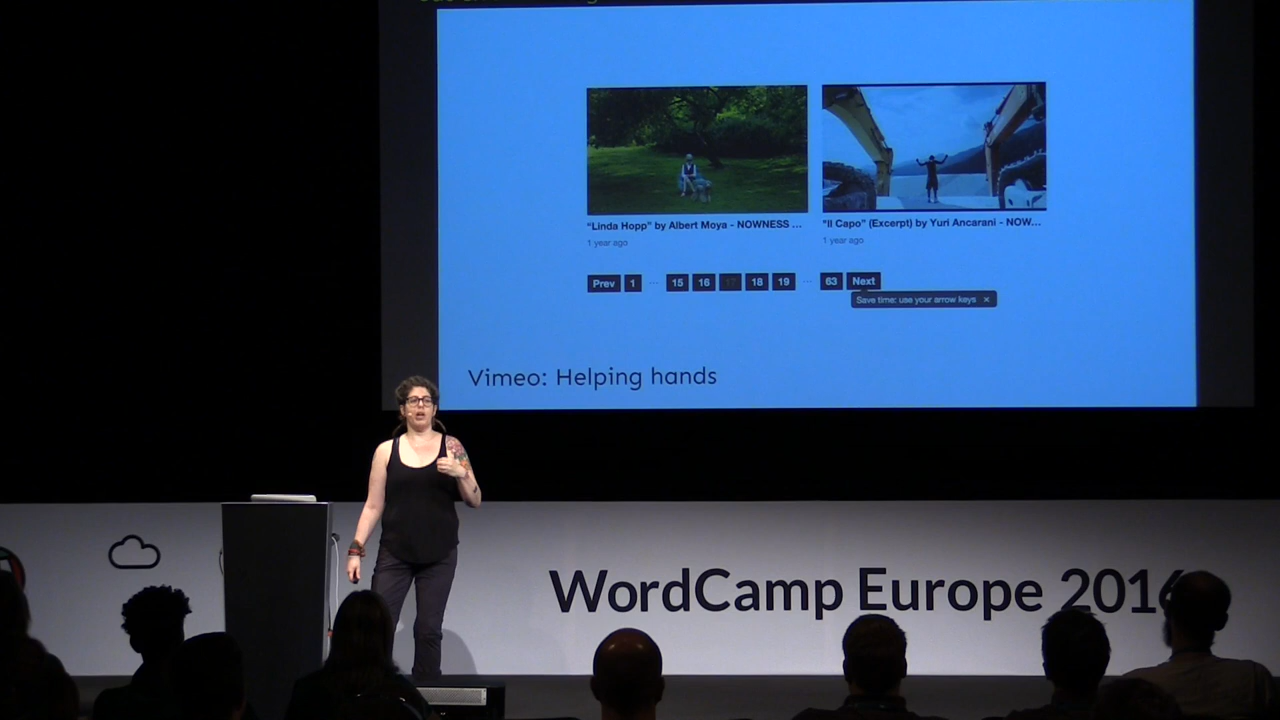 "Linda Hopp" by Albert Moya - NOWNESS ...
1 year ago
"Il Capo" (Excerpt) by Yuri Ancarani - NOW...
1 year ago
Prev 1 ... 15 16 17 18 19 ... 63 Next
Save time: use your arrow keys ×
Vimeo: Helping hands
WordCamp Europe 2016